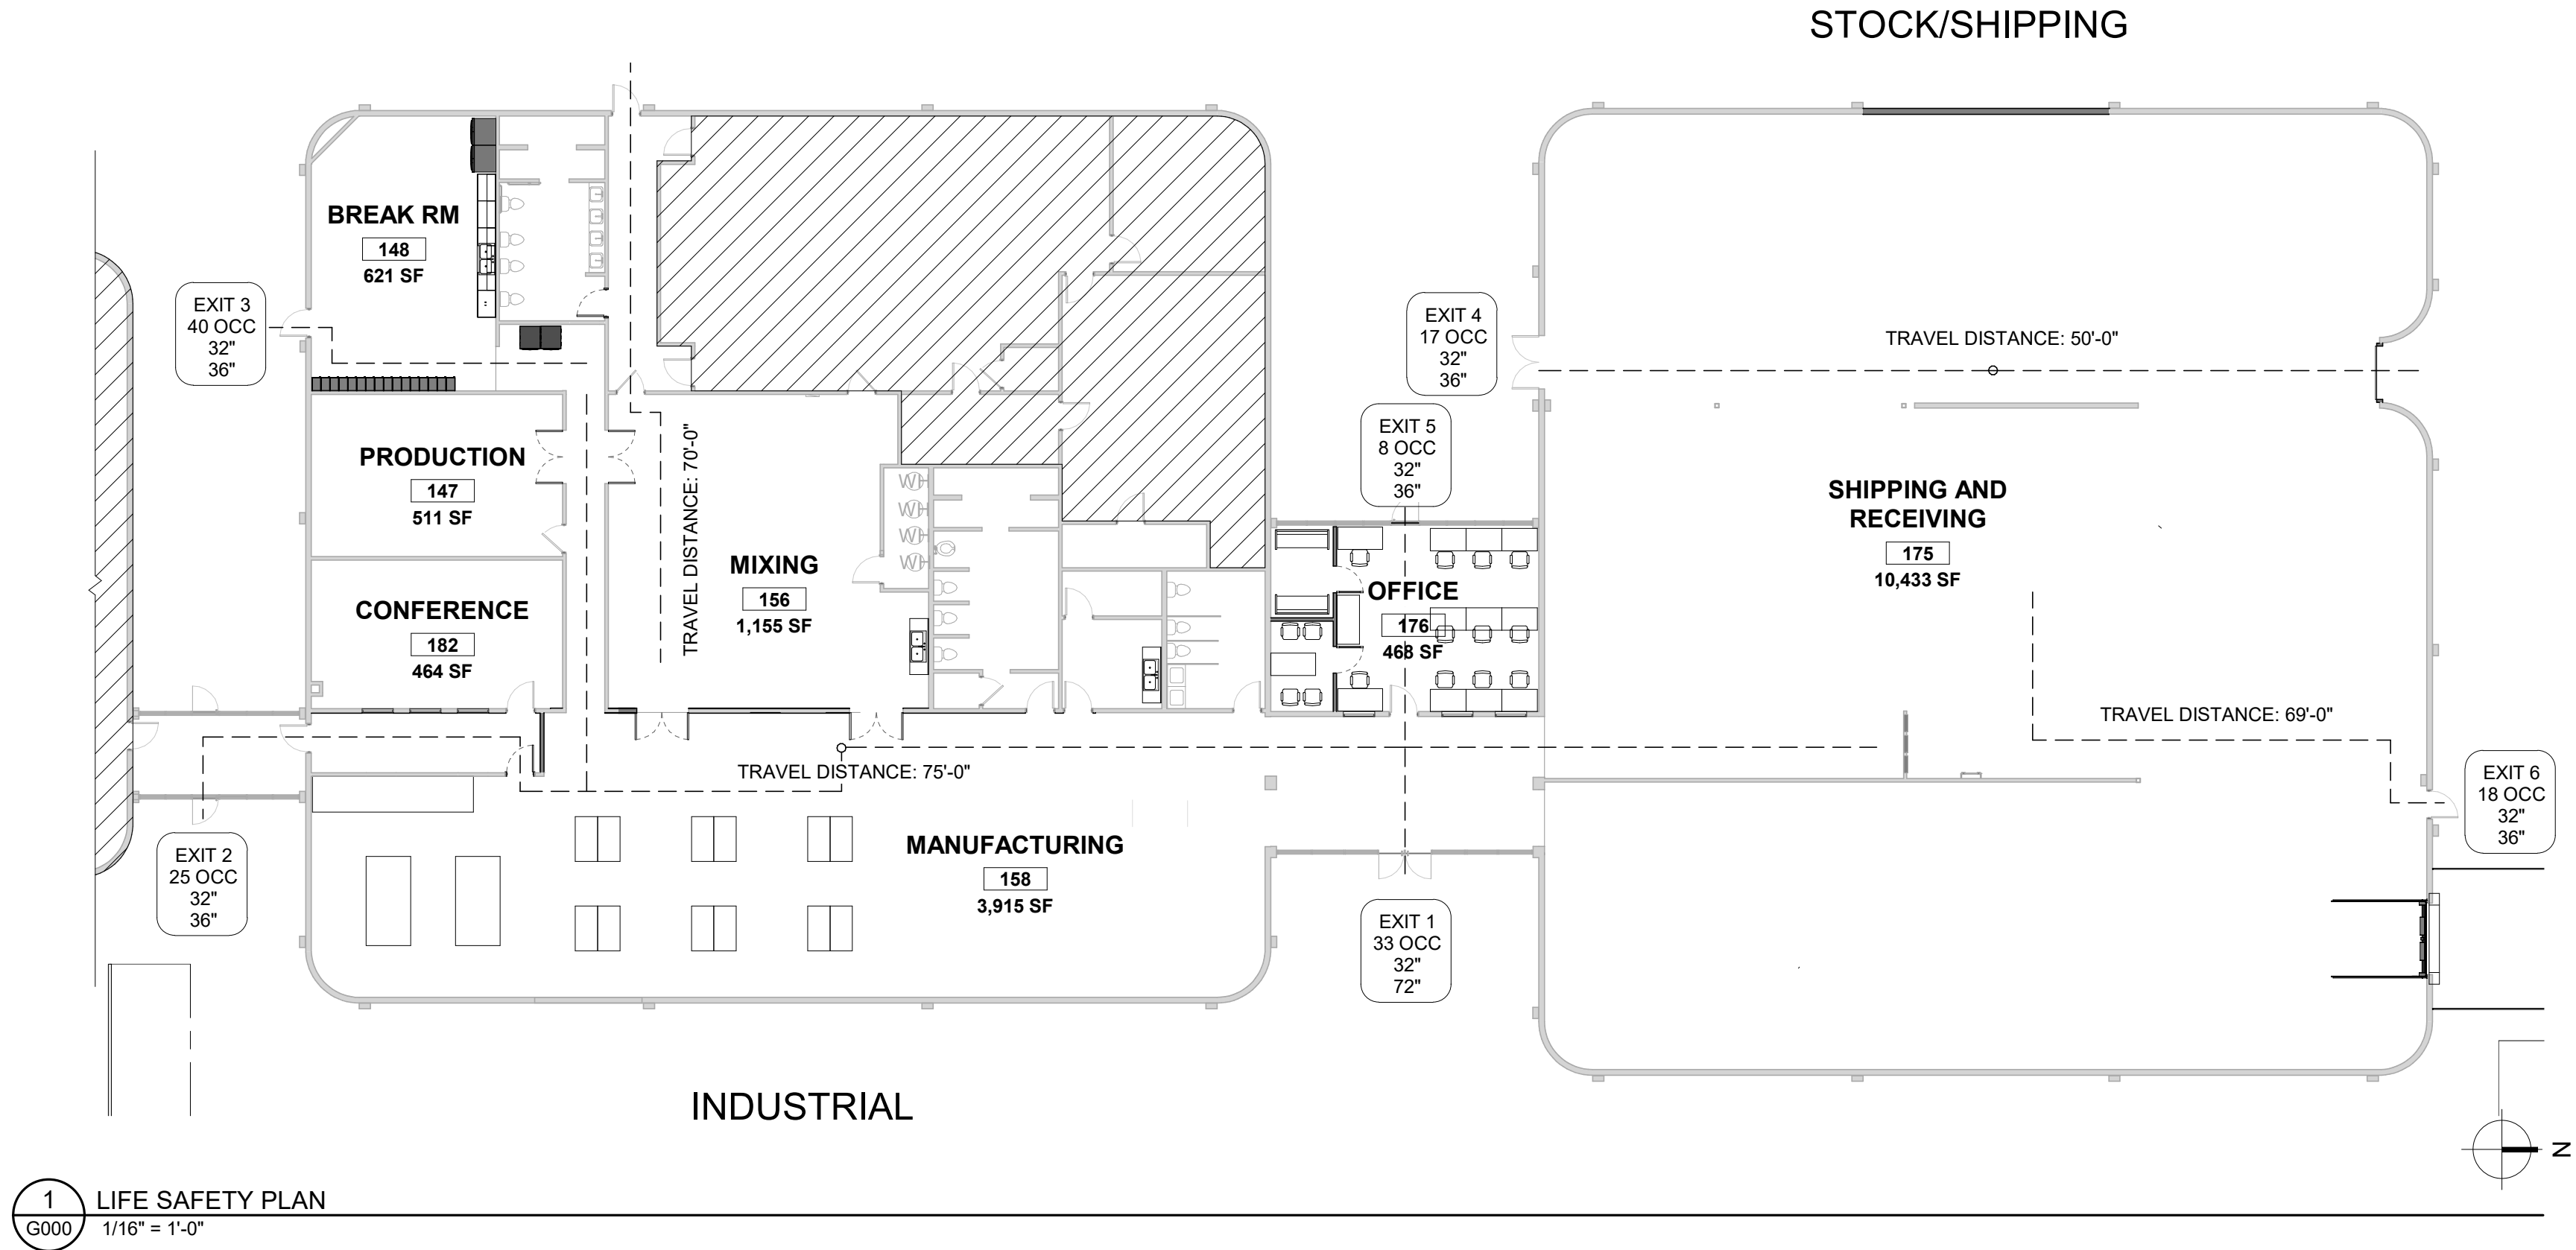 STOCK/SHIPPING
BREAK RM
148
621 SF
EXIT 3
40 OCC
32"
36"
EXIT 4
17 OCC
32"
36"
TRAVEL DISTANCE: 50'-0"
EXIT 5
8 OCC
32"
36"
PRODUCTION
147
511 SF
TRAVEL DISTANCE: 70'-0"
WH
WH
WH
WH
MIXING
156
1,155 SF
SHIPPING AND
RECEIVING
175
10,433 SF
OFFICE
176
468 SF
CONFERENCE
182
464 SF
TRAVEL DISTANCE: 69'-0"
TRAVEL DISTANCE: 75'-0"
EXIT 6
18 OCC
32"
36"
EXIT 2
25 OCC
32"
36"
MANUFACTURING
158
3,915 SF
EXIT 1
33 OCC
32"
72"
INDUSTRIAL
N
1
G000
LIFE SAFETY PLAN
1/16" = 1'-0"